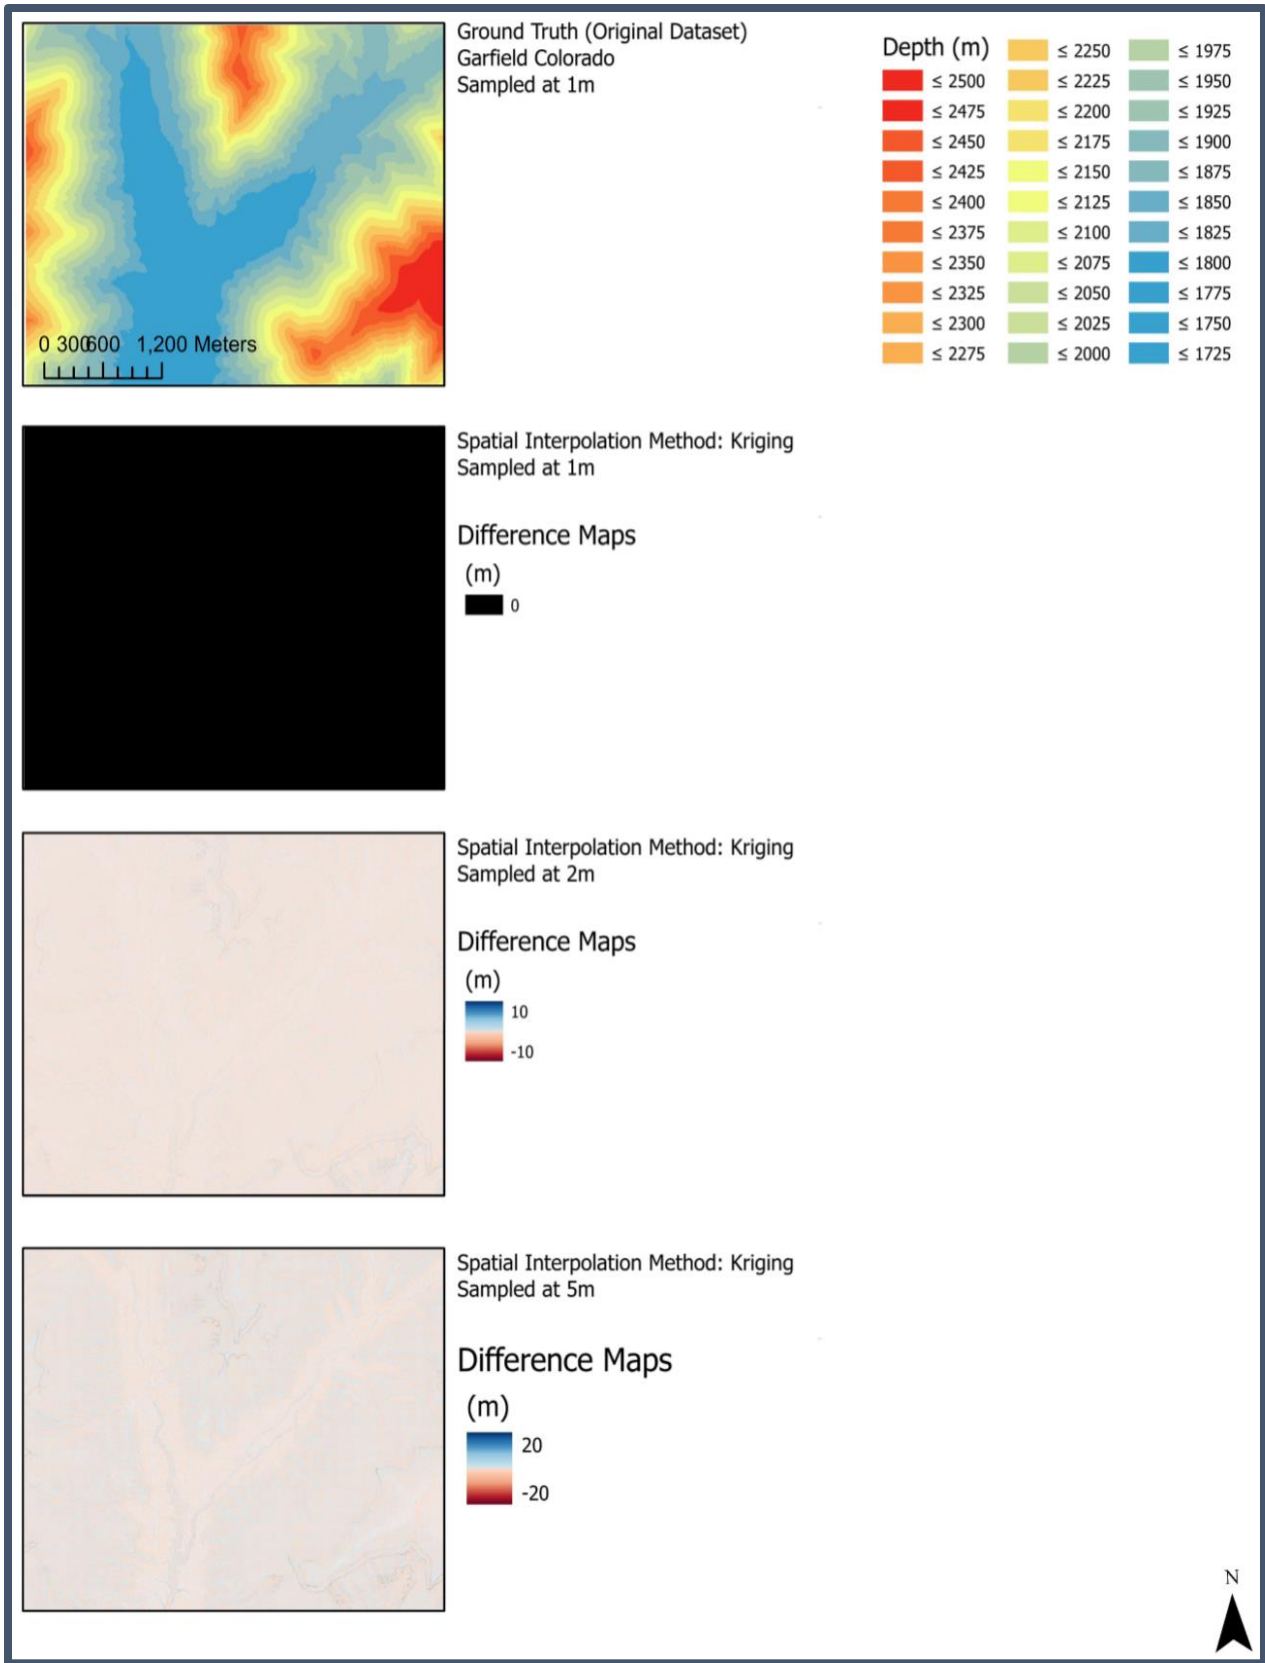 Ground Truth (Original Dataset)
Garfield Colorado
Sampled at 1m
0 300600 1,200 Meters
Depth (m)
≤ 2500
≤ 2475
≤ 2450
≤ 2425
≤ 2400
≤ 2375
≤ 2350
≤ 2325
≤ 2300
≤ 2275
≤ 2250
≤ 2225
≤ 2200
≤ 2175
≤ 2150
≤ 2125
≤ 2100
≤ 2075
≤ 2050
≤ 2025
≤ 2000
≤ 1975
≤ 1950
≤ 1925
≤ 1900
≤ 1875
≤ 1850
≤ 1825
≤ 1800
≤ 1775
≤ 1750
≤ 1725
Spatial Interpolation Method: Kriging
Sampled at 1m
Difference Maps
(m)
0
Spatial Interpolation Method: Kriging
Sampled at 2m
Difference Maps
(m)
10
-10
Spatial Interpolation Method: Kriging
Sampled at 5m
Difference Maps
(m)
20
-20
N